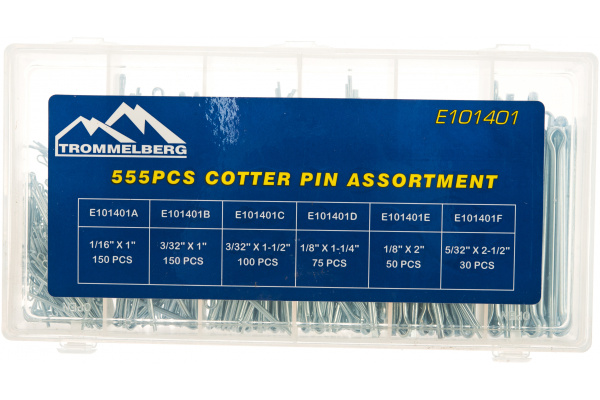 E101401
TROMMELBERG
555PCS COTTER PIN ASSORTMENT
E101401A E101401B E101401C E101401D E101401E E101401F
1/16" X 1" 3/32" X 1" 3/32" X 1-1/2" 1/8" X 1-1/4" 1/8" X 2" 5/32" X 2-1/2"
150 PCS 150 PCS 100 PCS 75 PCS 50 PCS 30 PCS